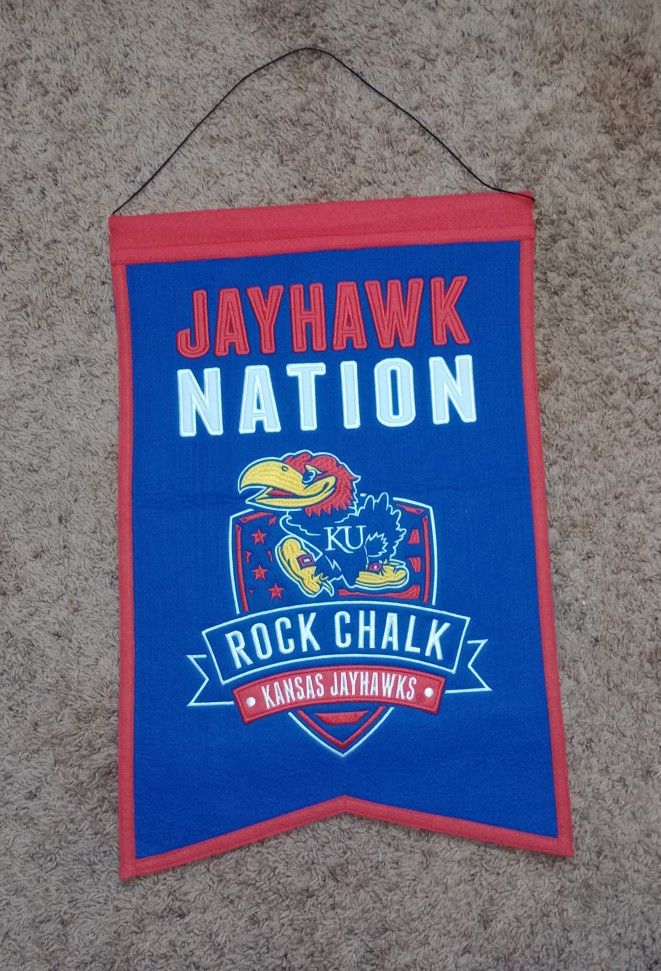 JAYHAWK
NATION
KU
ROCK CHALK
• KANSAS JAYHAWKS •